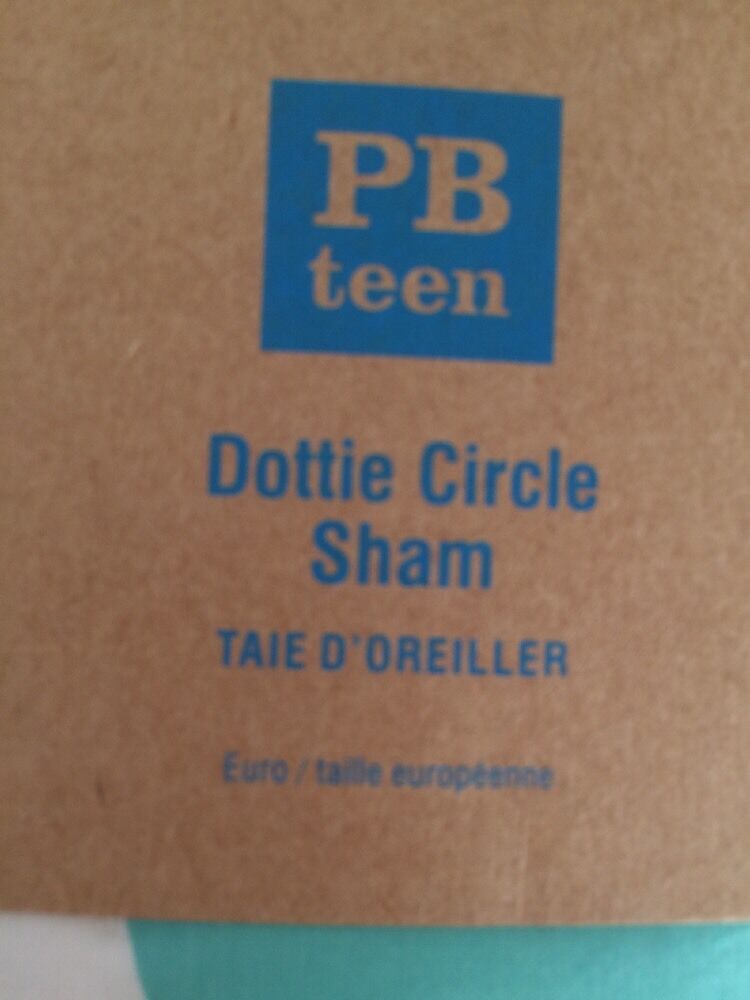 PB
teen
Dottie Circle
Sham
TAIE D'OREILLER
Euro / taille européenne